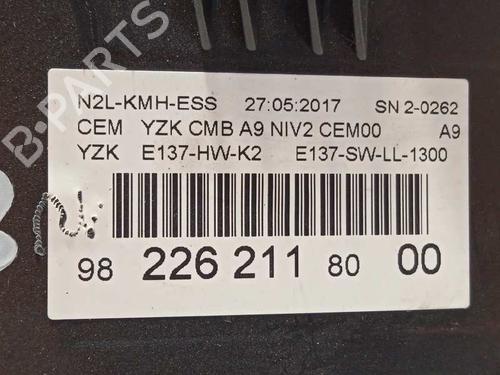 N2L-KMH-ESS 27:05:2017 SN 2-0262
CEM YZK CMB A9 NIV2 CEM00 A9
YZK E137-HW-K2 E137-SW-LL-1300
98 226 211 80 00
B-PARTS